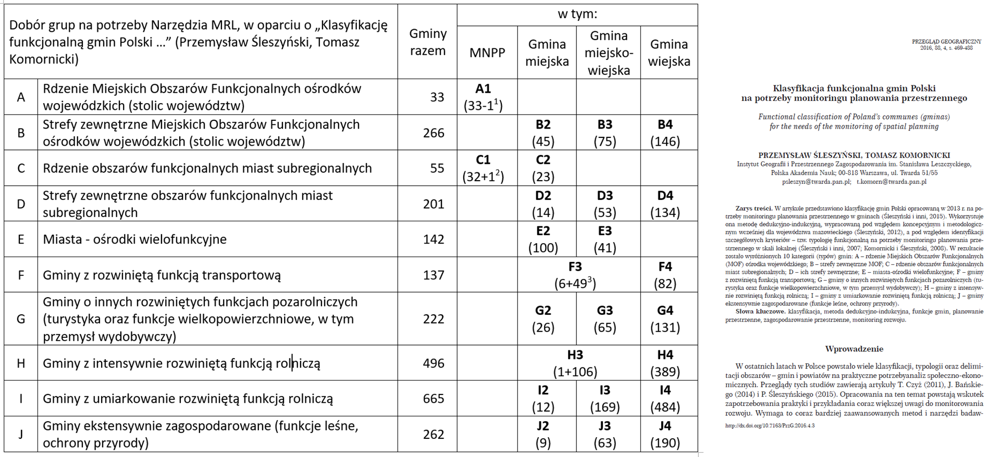 Dobór grup na potrzeby Narzędzia MRL, w oparciu o „Klasyfikację
funkcjonalną gmin Polski …” (Przemysław Śleszyński, Tomasz
Komornicki)
Gminy
razem
w tym:
MNPP
Gmina
miejska
Gmina
miejsko-
wiejska
Gmina
wiejska
A
Rdzenie Miejskich Obszarów Funkcjonalnych ośrodków
wojewódzkich (stolic województw)
33
A1
(33-1¹)
B
Strefy zewnętrzne Miejskich Obszarów Funkcjonalnych
ośrodków wojewódzkich (stolic województw)
266
B2
(45)
B3
(75)
B4
(146)
C
Rdzenie obszarów funkcjonalnych miast subregionalnych
55
C1
(32+1²)
C2
(23)
D
Strefy zewnętrzne obszarów funkcjonalnych miast
subregionalnych
201
D2
(14)
D3
(53)
D4
(134)
E
Miasta - ośrodki wielofunkcyjne
142
E2
(100)
E3
(41)
F
Gminy z rozwiniętą funkcją transportową
137
F3
(6+49³)
F4
(82)
G
Gminy o innych rozwiniętych funkcjach pozarolniczych
(turystyka oraz funkcje wielkopowierzchniowe, w tym
przemysł wydobywczy)
222
G2
(26)
G3
(65)
G4
(131)
H
Gminy z intensywnie rozwiniętą funkcją rolniczą
496
H3
(1+106)
H4
(389)
I
Gminy z umiarkowanie rozwiniętą funkcją rolniczą
665
I2
(12)
I3
(169)
I4
(484)
J
Gminy ekstensywnie zagospodarowane (funkcje leśne,
ochrony przyrody)
262
J2
(9)
J3
(63)
J4
(190)
PRZEGLĄD GEOGRAFICZNY
2016, 88, 4, s. 469-488
Klasyfikacja funkcjonalna gmin Polski
na potrzeby monitoringu planowania przestrzennego
Functional classification of Poland’s communes (gminas)
for the needs of the monitoring of spatial planning
PRZEMYSŁAW ŚLESZYŃSKI, TOMASZ KOMORNICKI
Instytut Geografii i Przestrzennego Zagospodarowania im. Stanisława Leszczyckiego,
Polska Akademia Nauk; 00-818 Warszawa, ul. Twarda 51/55
psleszyn@twarda.pan.pl; t.komorn@twarda.pan.pl
Zarys treści. W artykule przedstawiono klasyfikację gmin Polski opracowaną w 2013 r. na po-
trzeby monitoringu planowania przestrzennego w gminach (Śleszyński i inni, 2015). Wykorzystuje
ona metodę dedukcyjno-indukcyjną, wypracowaną pod względem koncepcyjnym i metodologicz-
nym wcześniej dla województwa mazowieckiego (Śleszyński, 2012), a pod względem identyfikacji
szczegółowych kryteriów – tzw. typologię funkcjonalną na potrzeby monitoringu planowania prze-
strzennego w skali lokalnej (Śleszyński i inni, 2007; Komornicki i Śleszyński, 2008). W rezultacie
zostało wyróżnionych 10 kategorii (typów) gmin: A – rdzenie Miejskich Obszarów Funkcjonalnych
(MOF) ośrodka wojewódzkiego; B – strefy zewnętrzne MOF; C – rdzenie obszarów funkcjonalnych
miast subregionalnych; D – ich strefy zewnętrzne; E – miasta-ośrodki wielofunkcyjne; F – gminy
z rozwiniętą funkcją transportową; G – gminy o innych rozwiniętych funkcjach pozarolniczych (tu-
rystyka oraz funkcje wielkopowierzchniowe, w tym przemysł wydobywczy); H – gminy z intensyw-
nie rozwiniętą funkcją rolniczą; I – gminy z umiarkowanie rozwiniętą funkcją rolniczą; J – gminy
ekstensywnie zagospodarowane (funkcje leśne, ochrony przyrody).
Słowa kluczowe. klasyfikacja, metoda dedukcyjno-indukcyjna, funkcje gmin, planowanie
przestrzenne, zagospodarowanie przestrzenne, monitoring rozwoju.
Wprowadzenie
W ostatnich latach w Polsce powstało wiele klasyfikacji, typologii oraz delimi-
tacji obszarów – gmin i powiatów na praktyczne potrzebyanaliz społeczno-ekono-
micznych. Przeglądy tych studiów zawierają artykuły T. Czyż (2011), J. Bańskie-
go (2014) i P. Śleszyńskiego (2015). Opracowania na ten temat powstają wskutek
zapotrzebowania praktyki i przykładania coraz większej uwagi do monitorowania
rozwoju. Wymaga to coraz bardziej zaawansowanych metod i narzędzi badaw-
http://dx.doi.org/10.7163/PrzG.2016.4.3